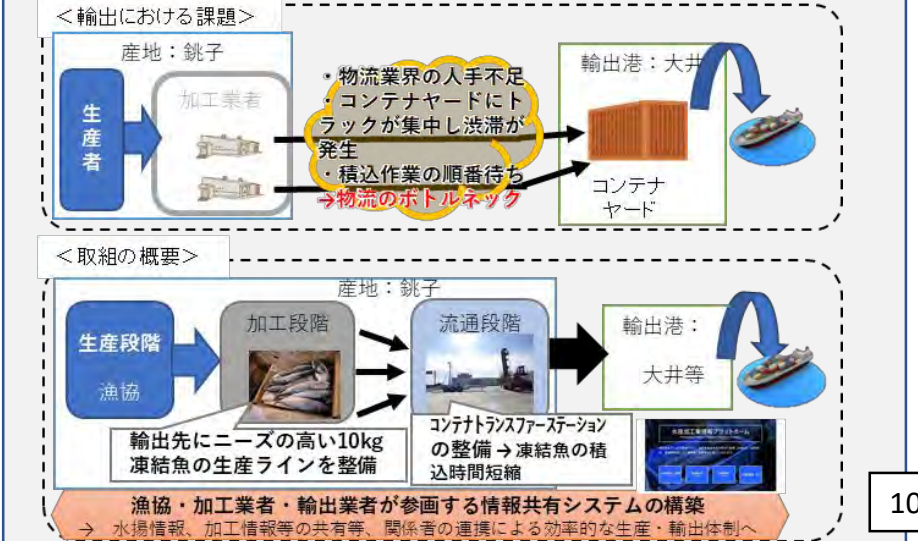 ＜輸出における課題＞
産地：銚子
生産者
加工業者
・物流業界の人手不足
・コンテナヤードにト
ラックが集中し渋滞が
発生
・積込作業の順番待ち
→物流のボトルネック
輸出港：大井
コンテナ
ヤード
＜取組の概要＞
産地：銚子
生産段階
漁協
加工段階
流通段階
輸出港：
大井等
輸出先にニーズの高い10kg
凍結魚の生産ラインを整備
コンテナトランスファーステーション
の整備→凍結魚の積
込時間短縮
漁協・加工業者・輸出業者が参画する情報共有システムの構築
→ 水揚情報、加工情報等の共有等、関係者の連携による効率的な生産・輸出体制へ
10